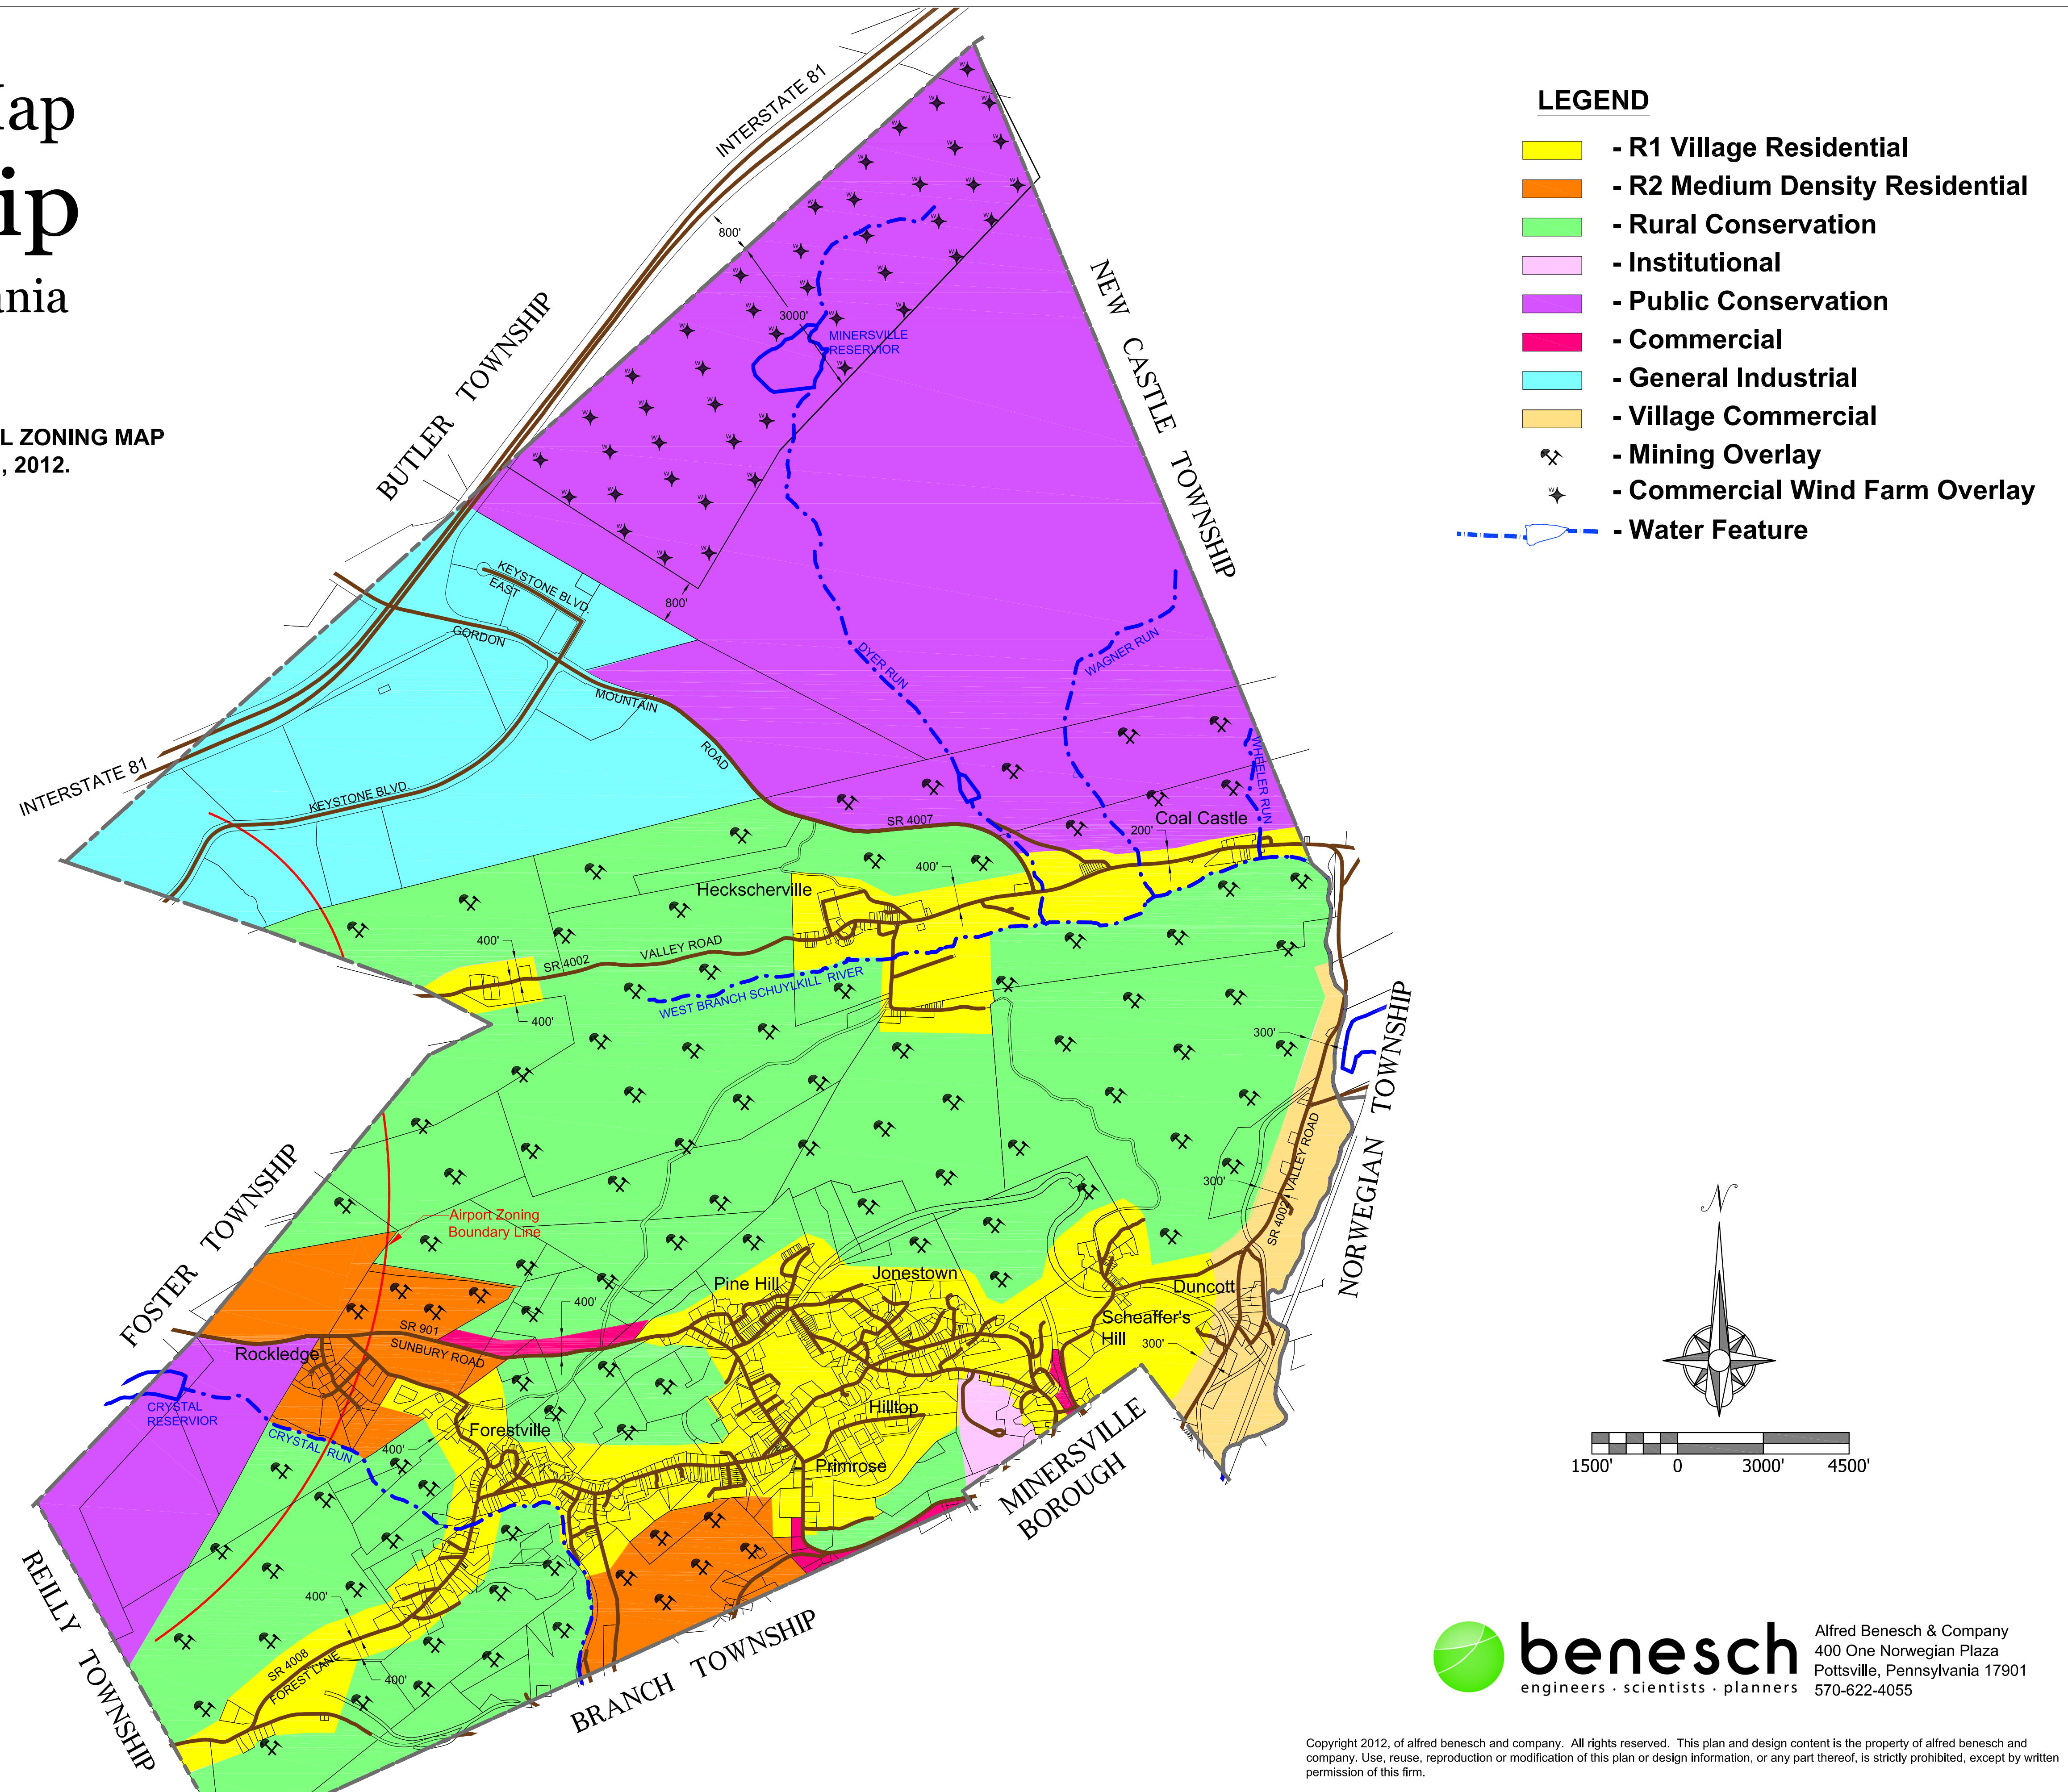 ap
ip
ania
L ZONING MAP
, 2012.
LEGEND
- R1 Village Residential
- R2 Medium Density Residential
- Rural Conservation
- Institutional
- Public Conservation
- Commercial
- General Industrial
- Village Commercial
- Mining Overlay
- Commercial Wind Farm Overlay
- Water Feature
INTERSTATE 81
800'
3000'
MINERSVILLE
RESERVIOR
BUTLER TOWNSHIP
NEW CASTLE TOWNSHIP
KEYSTONE BLVD.
EAST
800'
GORDON
MOUNTAIN
ROAD
DYER RUN
WAGNER RUN
WHEELER RUN
INTERSTATE 81
KEYSTONE BLVD.
SR 4007
Coal Castle
200'
400'
Heckscherville
400'
SR 4002
VALLEY ROAD
WEST BRANCH SCHUYLKILL RIVER
400'
300'
NORWEGIAN TOWNSHIP
FOSTER TOWNSHIP
Airport Zoning
Boundary Line
300'
SR 4002 VALLEY ROAD
Pine Hill
Jonestown
Duncott
Scheaffer's
Hill
300'
400'
SR 901
SUNBURY ROAD
Rockledge
CRYSTAL
RESERVIOR
CRYSTAL RUN
400'
Forestville
Hilltop
Primrose
MINERSVILLE
BOROUGH
400'
SR 4008
FOREST LANE
400'
REILLY TOWNSHIP
BRANCH TOWNSHIP
N
1500' 0 3000' 4500'
benesch
engineers . scientists . planners
Alfred Benesch & Company
400 One Norwegian Plaza
Pottsville, Pennsylvania 17901
570-622-4055
Copyright 2012, of alfred benesch and company. All rights reserved. This plan and design content is the property of alfred benesch and
company. Use, reuse, reproduction or modification of this plan or design information, or any part thereof, is strictly prohibited, except by written
permission of this firm.